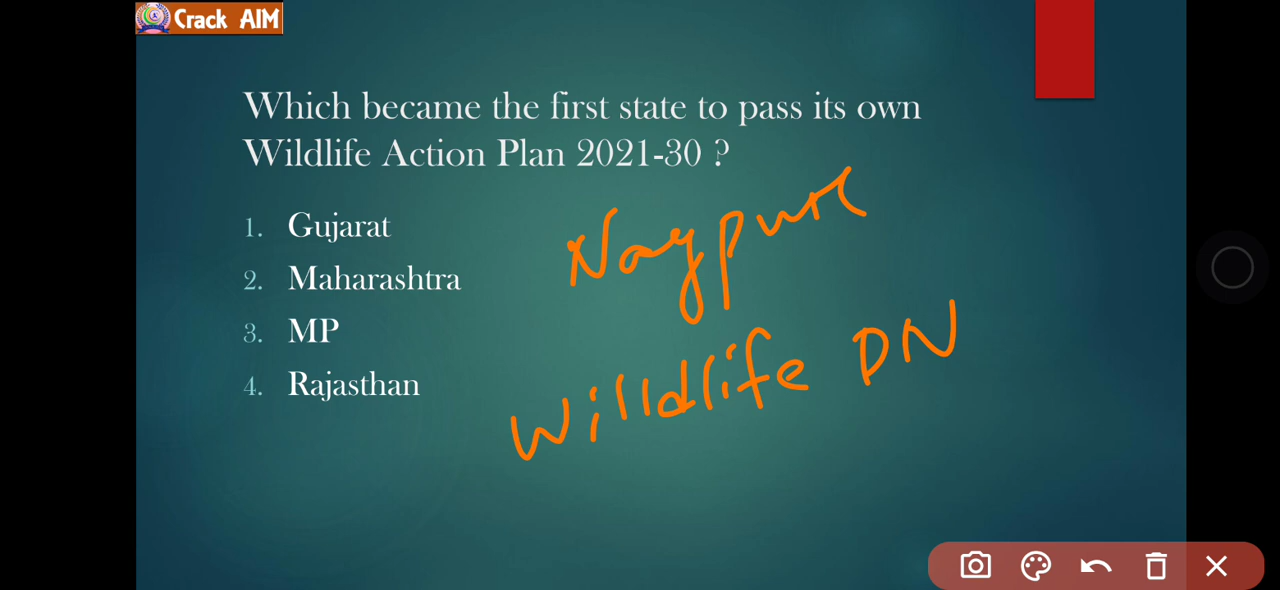 Crack AIM
Which became the first state to pass its own
Wildlife Action Plan 2021-30 ?
1. Gujarat
2. Maharashtra
3. MP
4. Rajasthan
Wildlife DN